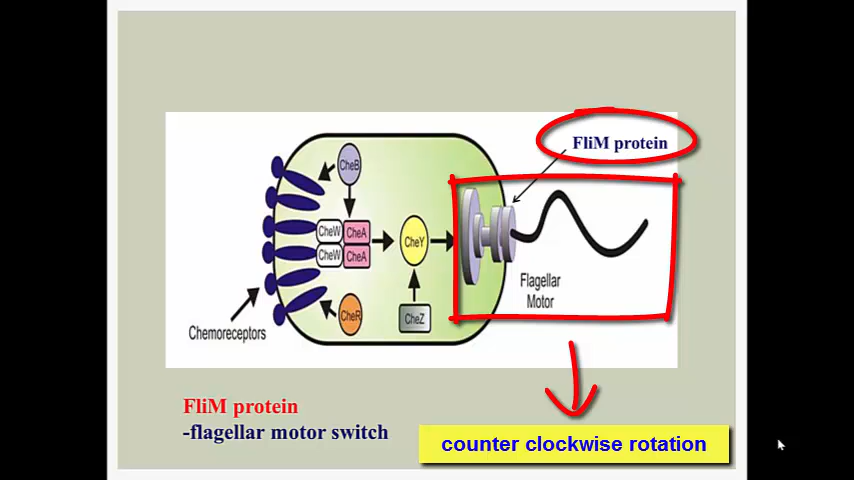 FliM protein
CheB
CheW CheA
CheW CheA
CheY
CheR
CheZ
Chemoreceptors
Flagellar
Motor
FliM protein
-flagellar motor switch
counter clockwise rotation